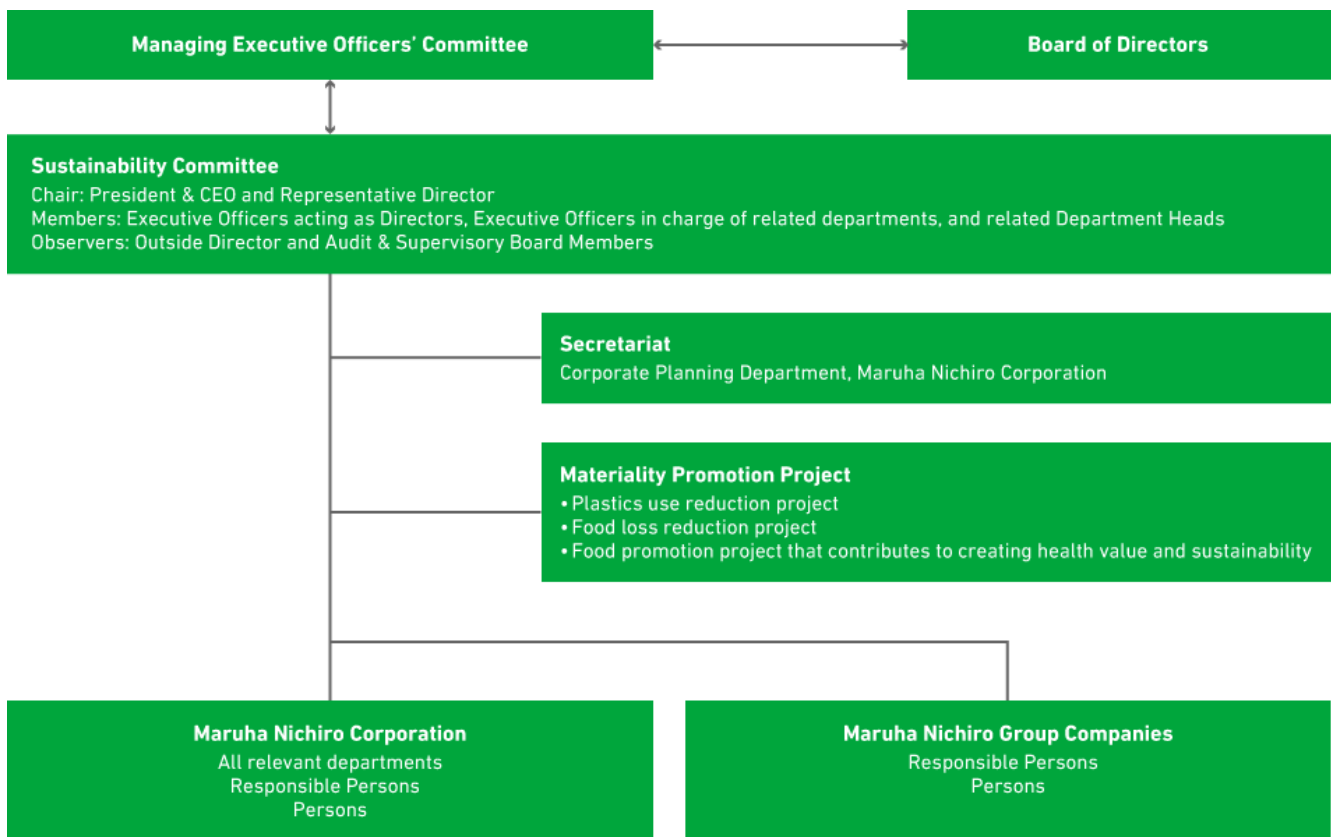 Managing Executive Officers’ Committee
Board of Directors
Sustainability Committee
Chair: President & CEO and Representative Director
Members: Executive Officers acting as Directors, Executive Officers in charge of related departments, and related Department Heads
Observers: Outside Director and Audit & Supervisory Board Members
Secretariat
Corporate Planning Department, Maruha Nichiro Corporation
Materiality Promotion Project
• Plastics use reduction project
• Food loss reduction project
• Food promotion project that contributes to creating health value and sustainability
Maruha Nichiro Corporation
All relevant departments
Responsible Persons
Persons
Maruha Nichiro Group Companies
Responsible Persons
Persons